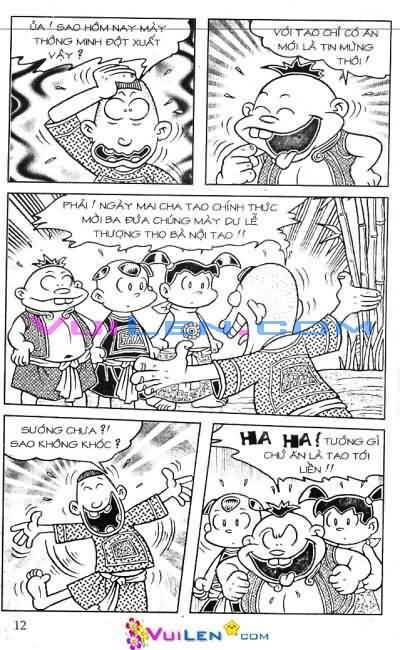 ỦA! SAO HÔM NAY MÀY
THÔNG MINH ĐỘT XUẤT
VẬY?
VỚI TAO CHỈ CÓ ĂN
MỚI LÀ TIN MỪNG
THÔI!
PHẢI! NGÀY MAI CHA TAO CHÍNH THỨC
MỜI BA ĐỨA CHÚNG MÀY DỰ LỄ
THƯỢNG THỌ BÀ NỘI TAO!!
VUILEN.COM
SƯỚNG CHƯA?!
SAO KHÔNG KHÓC?
HA HA! TƯỞNG GÌ
CHỨ ĂN LÀ TAO TỚI
LIỀN!!
12
VUILEN.COM